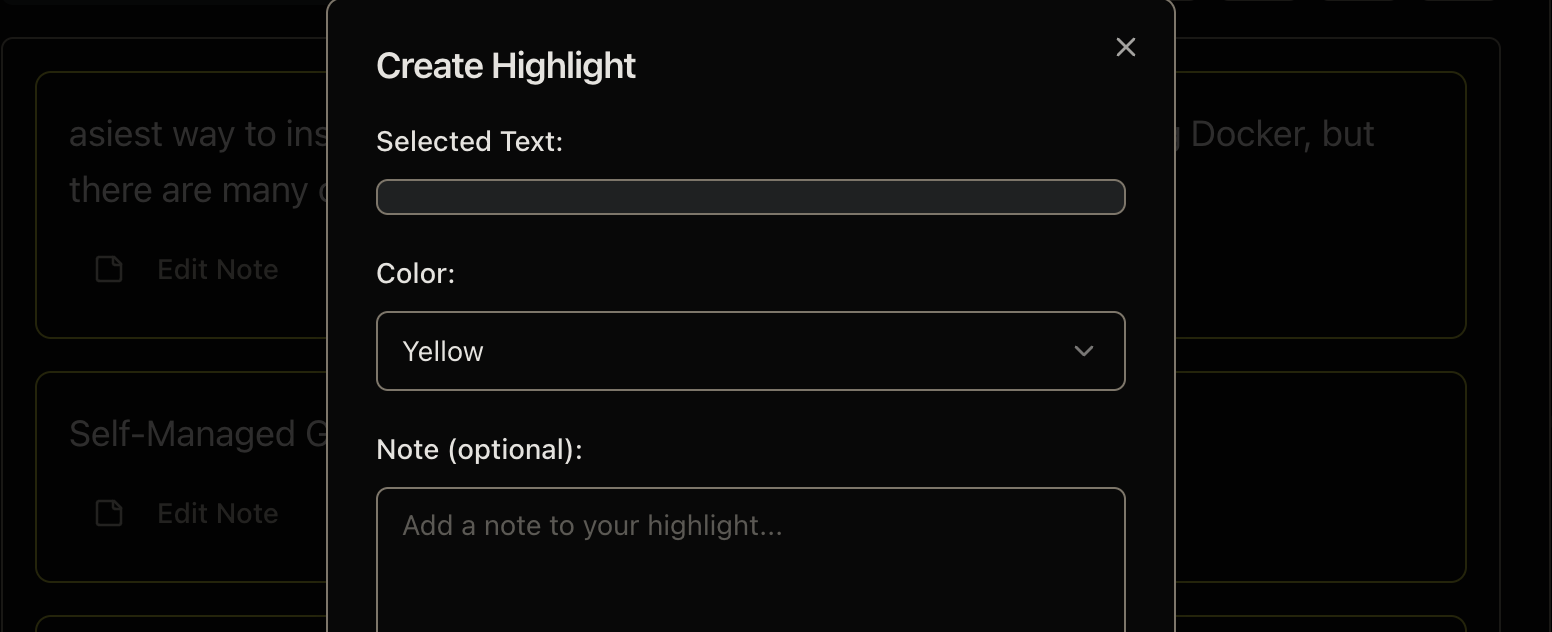 Create Highlight
Selected Text:
asiest way to ins
Docker, but
there are many
Color:
Edit Note
Yellow
Self-Managed G
Note (optional):
Edit Note
Add a note to your highlight...